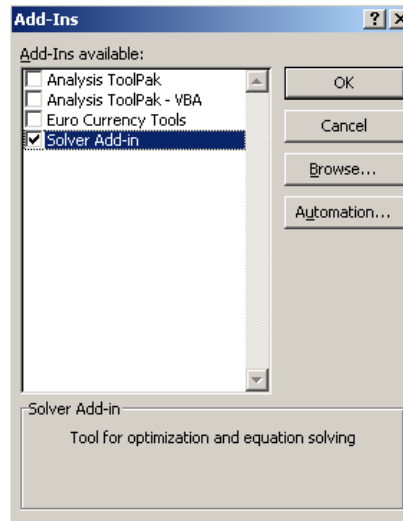 Add-Ins
Add-Ins available:
Analysis ToolPak
Analysis ToolPak - VBA
Euro Currency Tools
Solver Add-in
OK
Cancel
Browse...
Automation...
Solver Add-in
Tool for optimization and equation solving